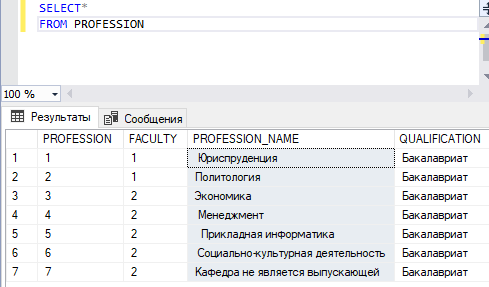 SELECT*
FROM PROFESSION
100 %
Результаты Сообщения
PROFESSION FACULTY PROFESSION_NAME QUALIFICATION
1 1 1 Юриспруденция Бакалавриат
2 2 1 Политология Бакалавриат
3 3 2 Экономика Бакалавриат
4 4 2 Менеджмент Бакалавриат
5 5 2 Прикладная информатика Бакалавриат
6 6 2 Социально-культурная деятельность Бакалавриат
7 7 2 Кафедра не является выпускающей Бакалавриат